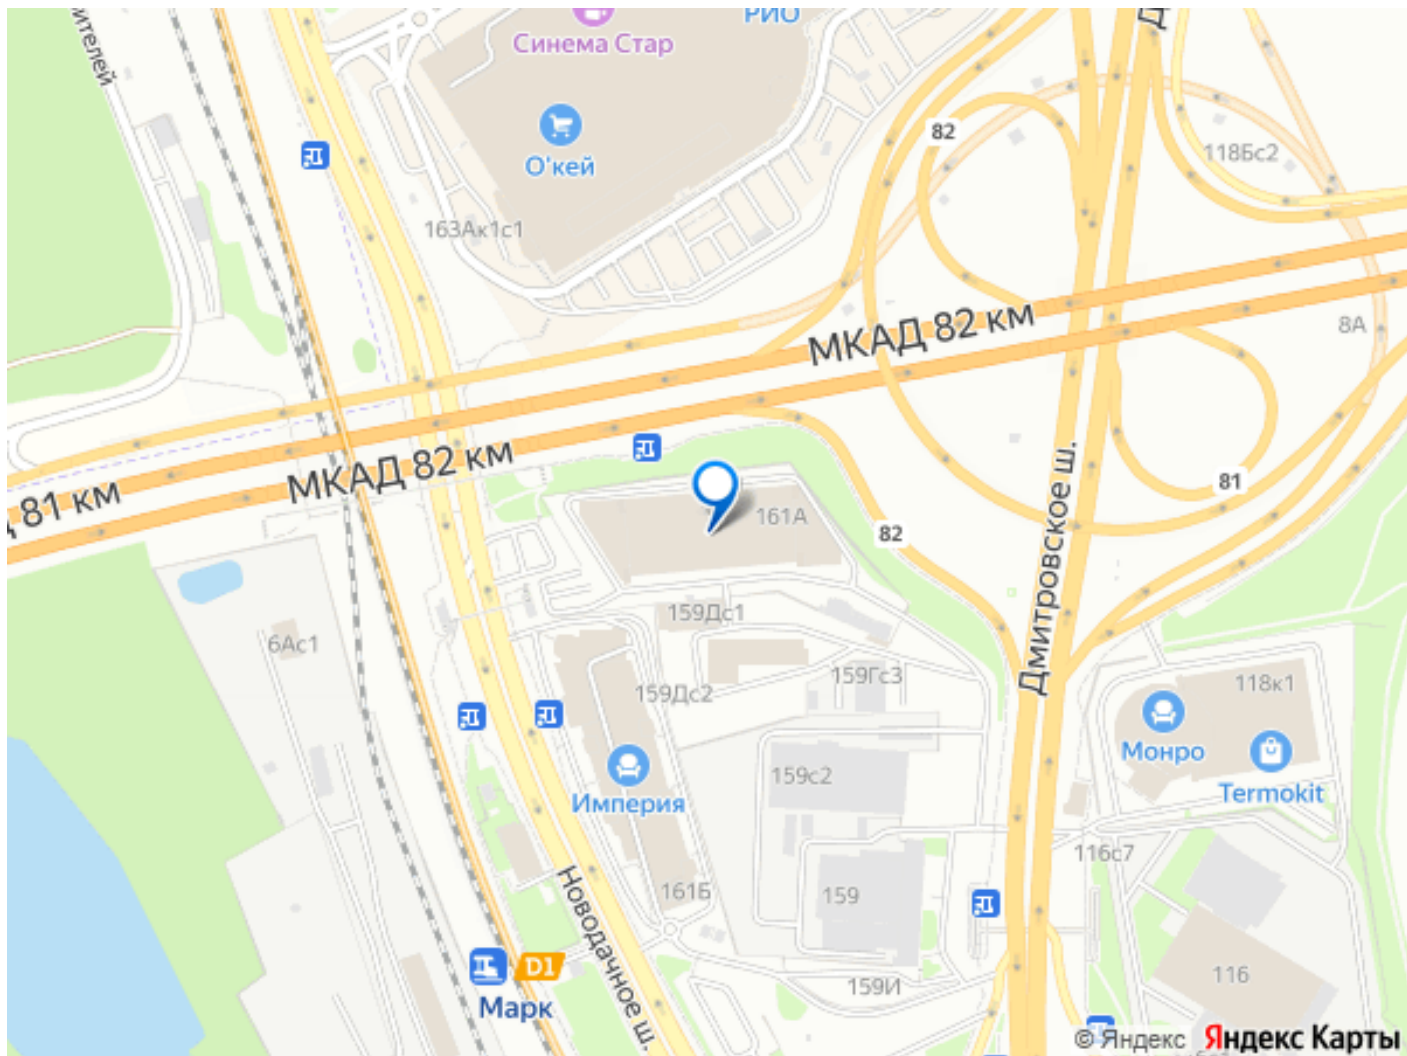 РИО
Синема Стар
ителей
82
О'кей
118Бс2
163Ак1с1
8А
МКАД 82 км
МКАД 82 км
81 км
81
161А
82
Дмитровское ш.
159Дс1
6Ас1
159Гс3
118к1
159Дс2
Монро
159с2
Империя
Termokit
116с7
161Б
159
Новодачное ш.
D1
116
159И
Марк
© Яндекс Яндекс Карты